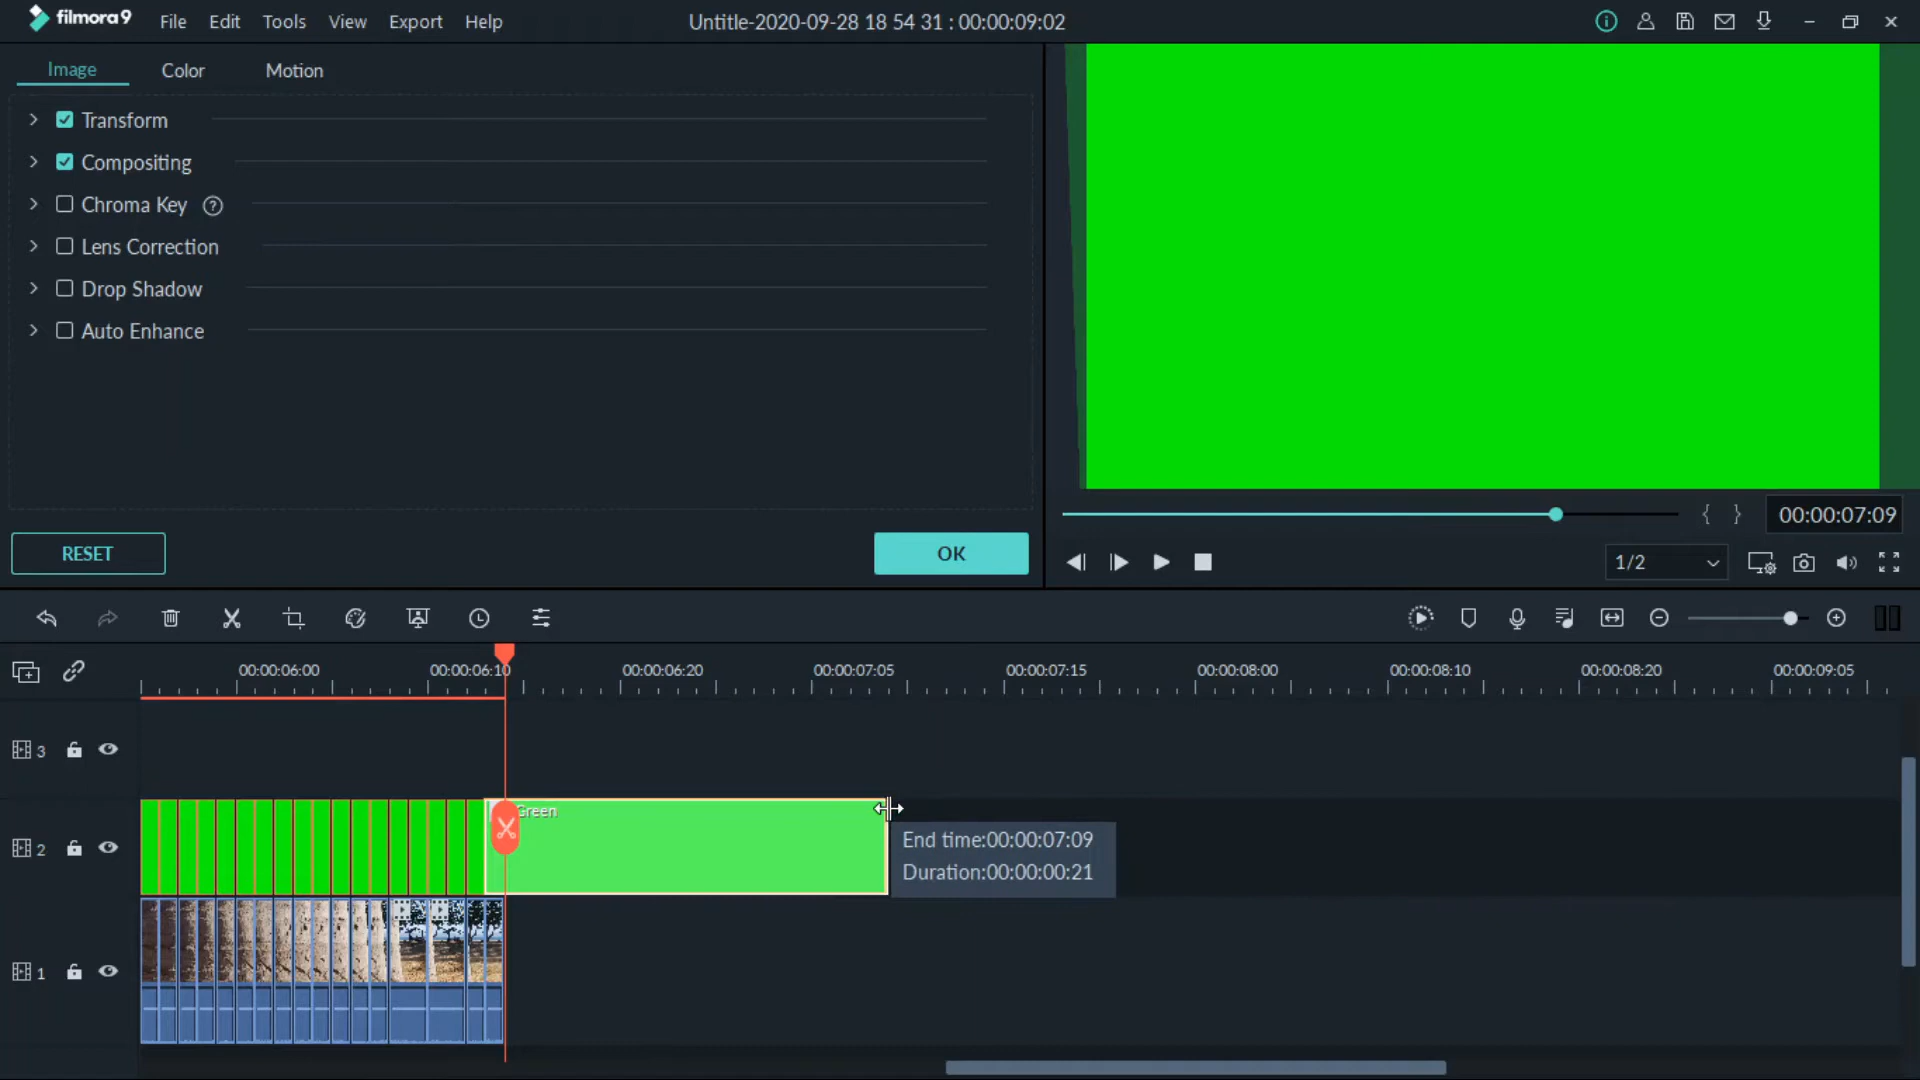 filmora9 File Edit Tools View Export Help Untitle-2020-09-28 18 54 31 : 00:00:09:02
Image Color Motion
Transform
Compositing
Chroma Key ?
Lens Correction
Drop Shadow
Auto Enhance
RESET OK
{ } 00:00:07:09
1/2
00:00:06:00 00:00:06:10 00:00:06:20 00:00:07:05 00:00:07:15 00:00:08:00 00:00:08:10 00:00:08:20 00:00:09:05
3
Green
2
End time:00:00:07:09
Duration:00:00:00:21
1